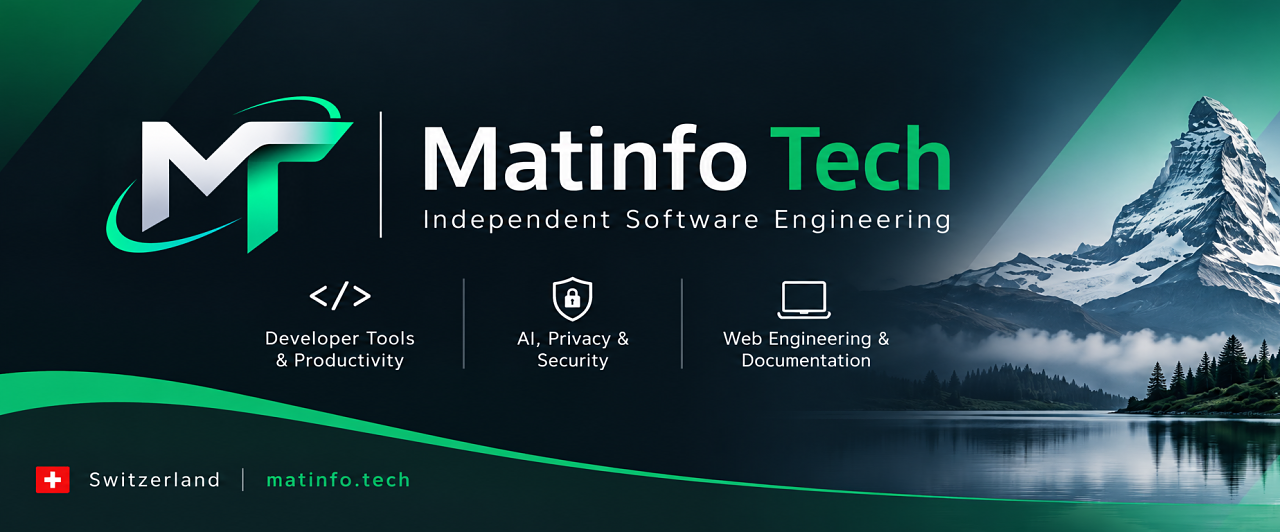 MT
Matinfo Tech
Independent Software Engineering
</>
Developer Tools
& Productivity
AI, Privacy &
Security
Web Engineering &
Documentation
Switzerland | matinfo.tech